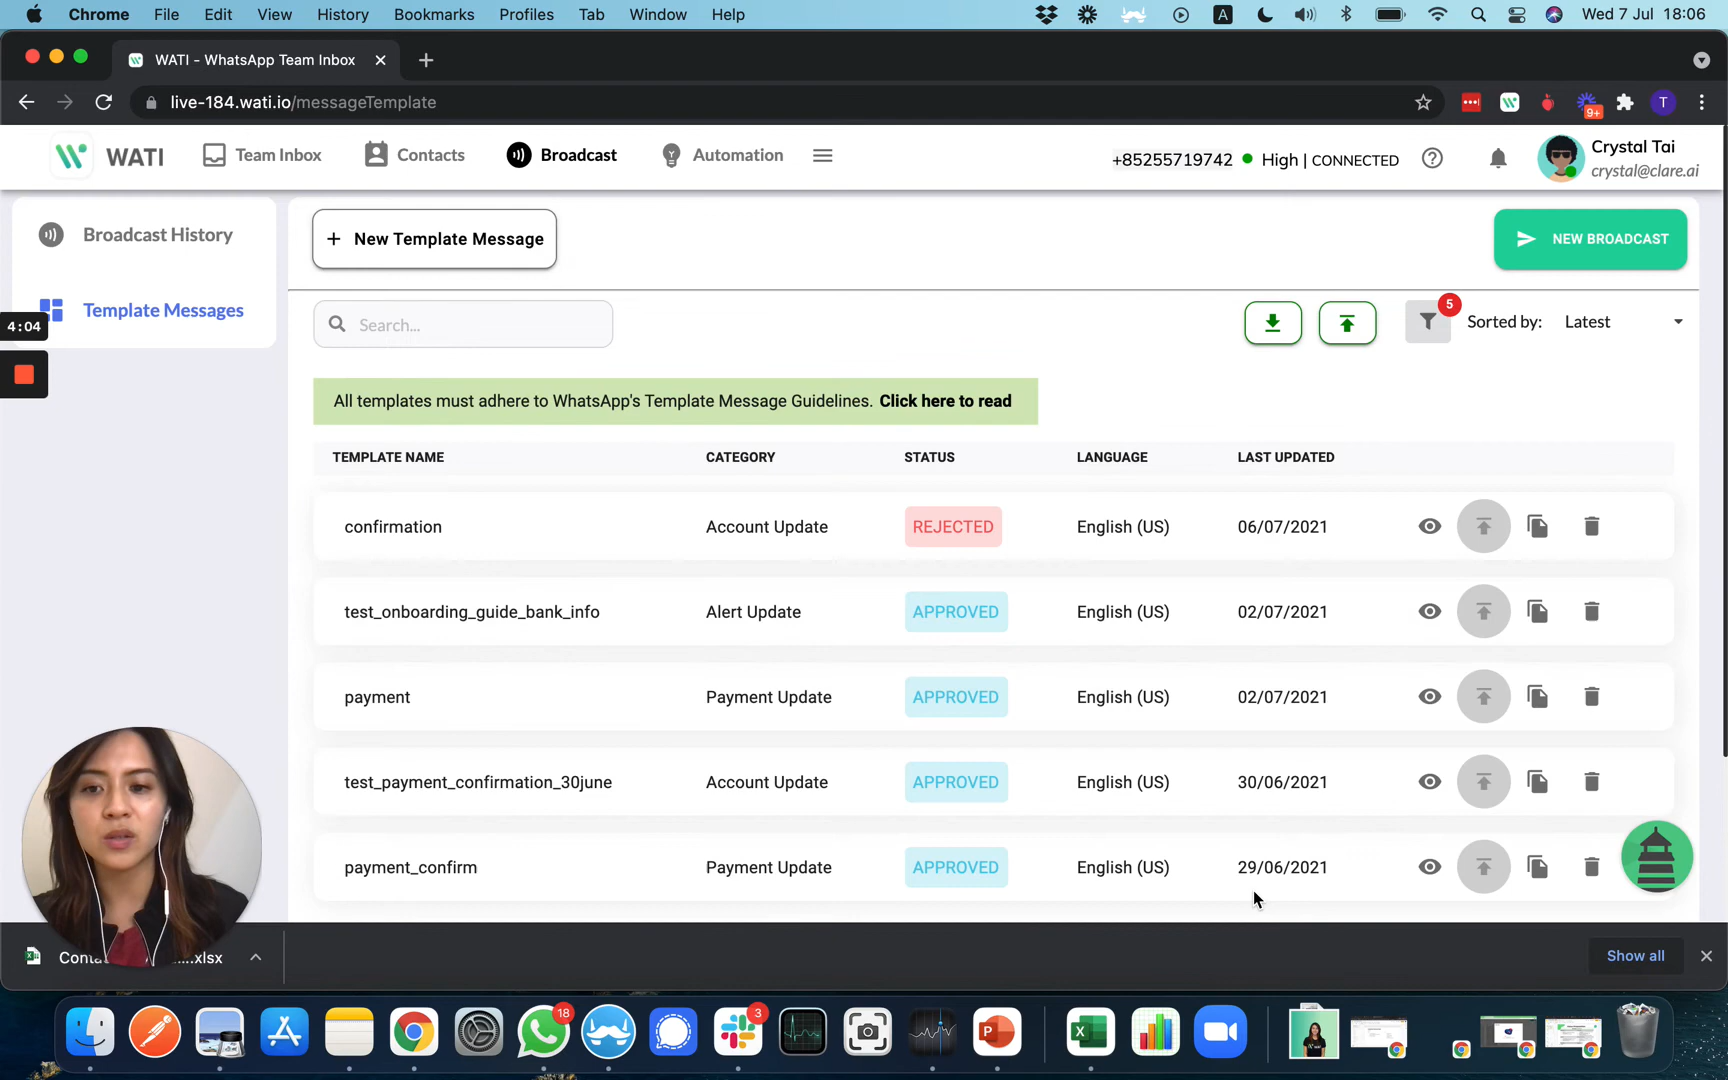 Chrome File Edit View History Bookmarks Profiles Tab Window Help A Wed 7 Jul 18:06
WATI - WhatsApp Team Inbox
live-184.wati.io/messageTemplate 9+ T
WATI Team Inbox Contacts Broadcast Automation +85255719742 High | CONNECTED ? Crystal Tai
crystal@clare.ai
Broadcast History
Template Messages
4:04
+ New Template Message
NEW BROADCAST
Search...
5
Sorted by: Latest
All templates must adhere to WhatsApp's Template Message Guidelines. Click here to read
TEMPLATE NAME CATEGORY STATUS LANGUAGE LAST UPDATED
confirmation Account Update REJECTED English (US) 06/07/2021
test_onboarding_guide_bank_info Alert Update APPROVED English (US) 02/07/2021
payment Payment Update APPROVED English (US) 02/07/2021
test_payment_confirmation_30june Account Update APPROVED English (US) 30/06/2021
payment_confirm Payment Update APPROVED English (US) 29/06/2021
Show all
18 3